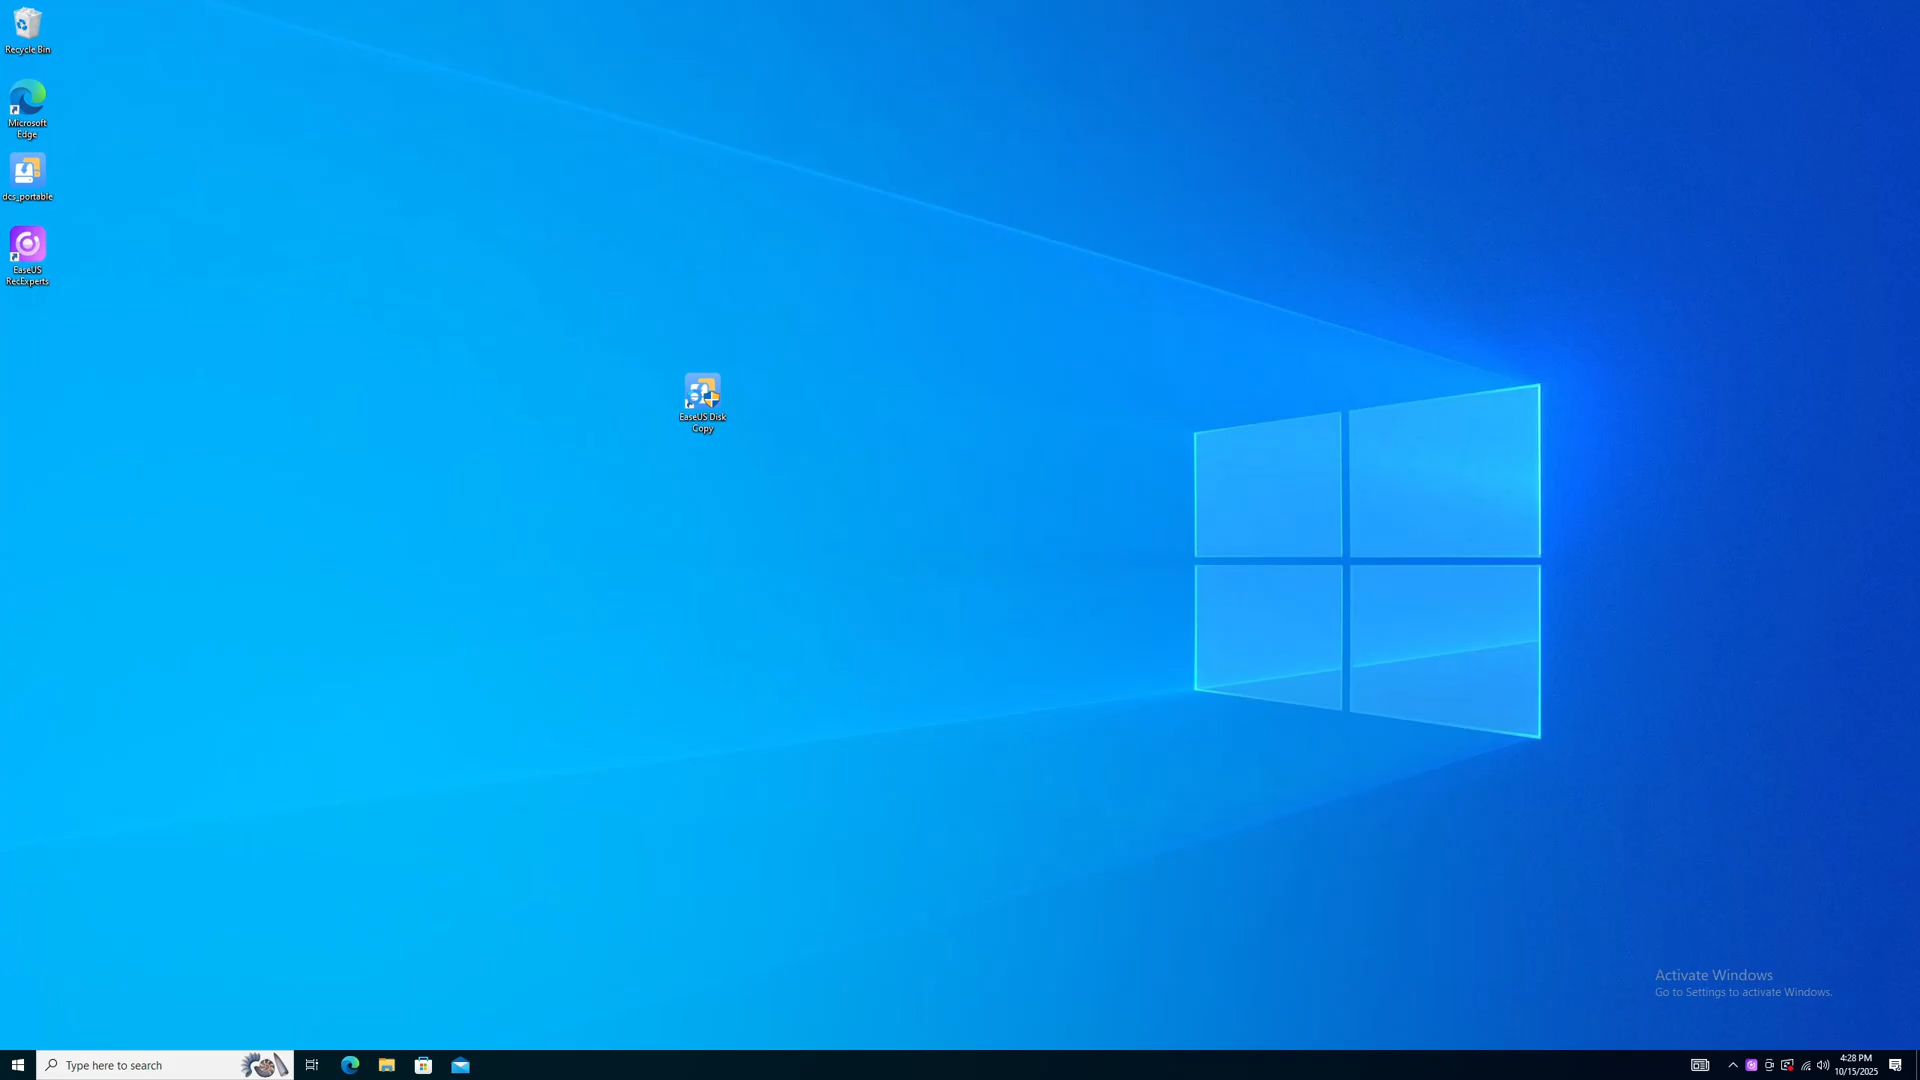 Recycle Bin
Microsoft
Edge
dcs_portable
EaseUS
RecExperts
EaseUS Disk
Copy
Activate Windows
Go to Settings to activate Windows.
Type here to search
4:28 PM
10/15/2025